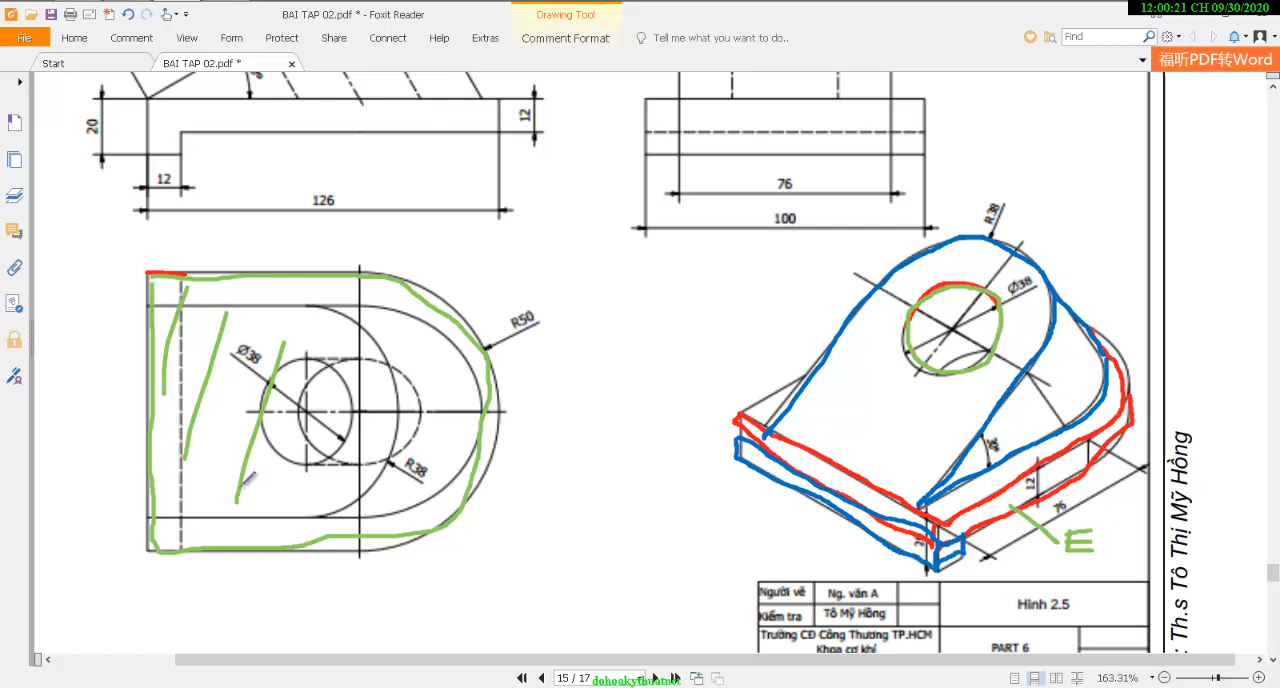 12:00:21 CH 09/30/2020
BAI TAP 02.pdf * - Foxit Reader
Drawing Tool
File Home Comment View Form Protect Share Connect Help Extras Comment Format Tell me what you want to do.. Find
Start BAI TAP 02.pdf *
福昕PDF转Word
20
12
12
126
76
100
R38
Ø38
R50
Ø38
R38
12
76
E
Người vẽ Ng. văn A
Kiểm tra Tô Mỹ Hồng
Hình 2.5
Trường CĐ Công Thương TP.HCM
Khoa cơ khí
PART 6
Th.s Tô Thị Mỹ Hồng
15 / 17
dohoakythuatnet
163.31%